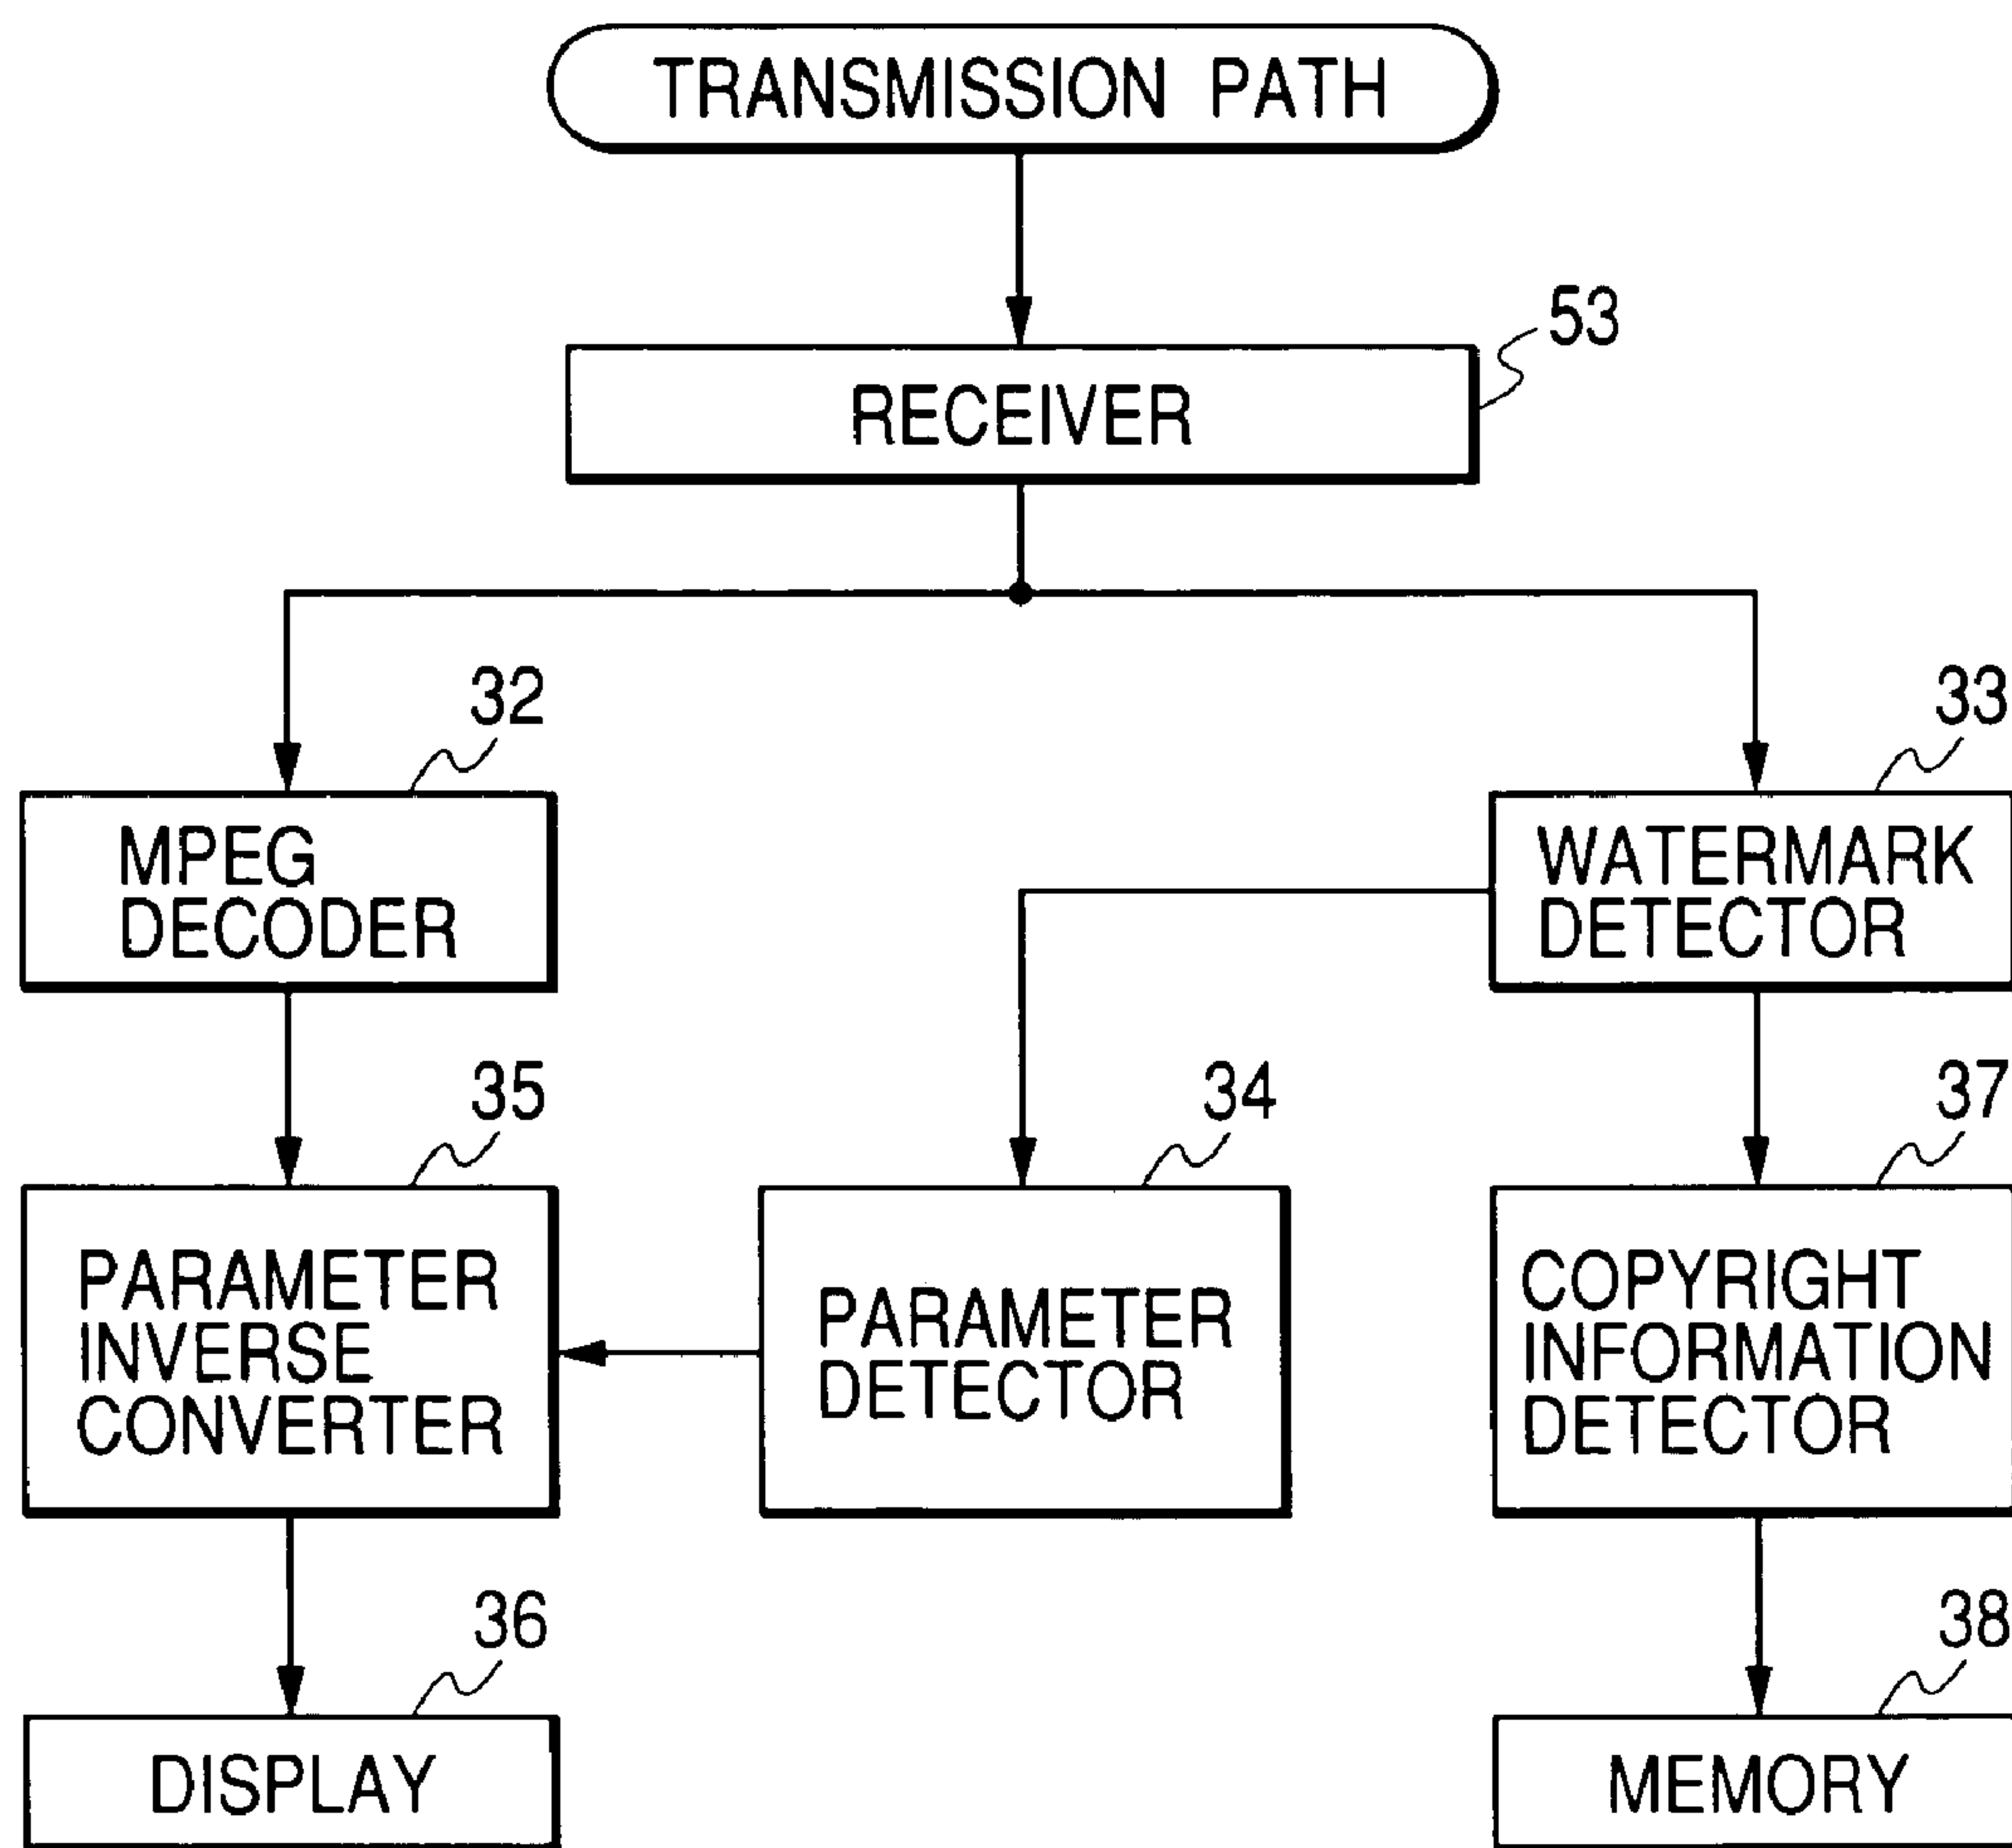 TRANSMISSION PATH
53
RECEIVER
32
33
MPEG
DECODER
WATERMARK
DETECTOR
35
34
37
PARAMETER
INVERSE
CONVERTER
PARAMETER
DETECTOR
COPYRIGHT
INFORMATION
DETECTOR
36
38
DISPLAY
MEMORY